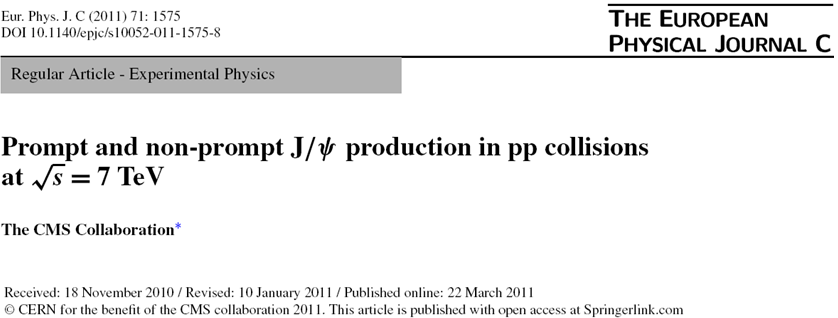 Eur. Phys. J. C (2011) 71: 1575
DOI 10.1140/epjc/s10052-011-1575-8
THE EUROPEAN
PHYSICAL JOURNAL C
Regular Article - Experimental Physics
Prompt and non-prompt J/ψ production in pp collisions
at √s = 7 TeV
The CMS Collaboration*
Received: 18 November 2010 / Revised: 10 January 2011 / Published online: 22 March 2011
© CERN for the benefit of the CMS collaboration 2011. This article is published with open access at Springerlink.com